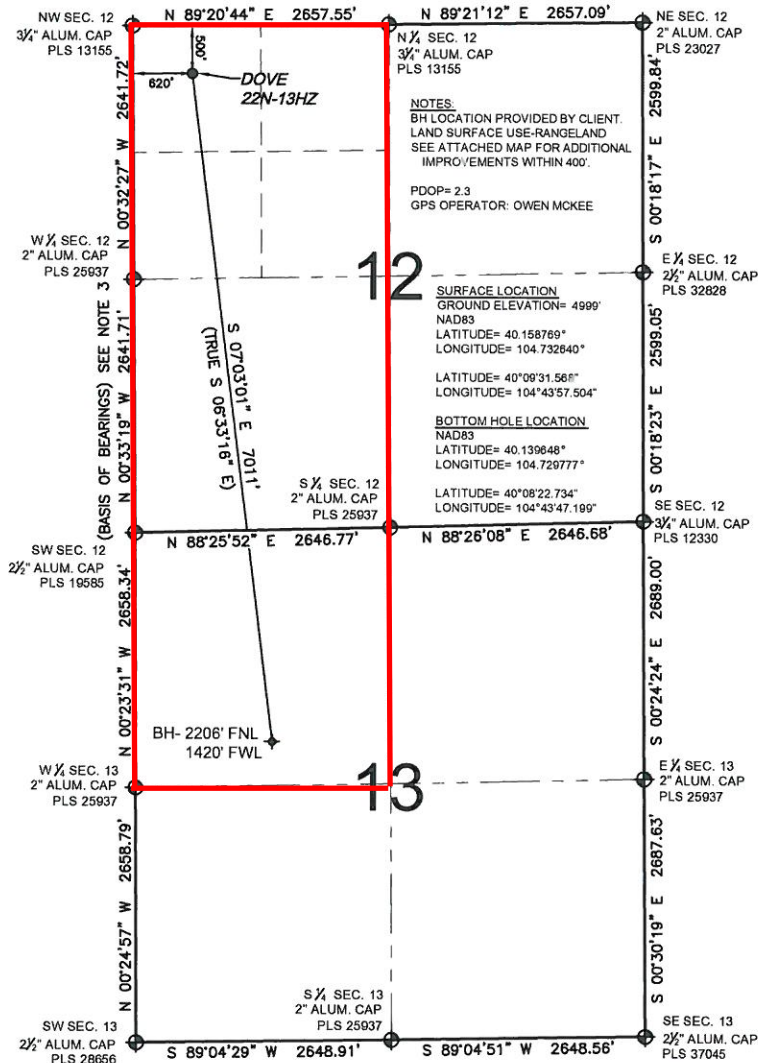 NW SEC. 12
3¼" ALUM. CAP
PLS 13155
N 89°20'44" E 2657.55'
N 89°21'12" E 2657.09'
NE SEC. 12
2" ALUM. CAP
PLS 23027
N ¼ SEC. 12
3¼" ALUM. CAP
PLS 13155
500'
620'
DOVE
22N-13HZ
NOTES:
BH LOCATION PROVIDED BY CLIENT.
LAND SURFACE USE-RANGELAND
SEE ATTACHED MAP FOR ADDITIONAL
IMPROVEMENTS WITHIN 400'.
PDOP= 2.3
GPS OPERATOR: OWEN MCKEE
N 00°32'27" W 2641.72'
S 00°18'17" E 2599.84'
W ¼ SEC. 12
2" ALUM. CAP
PLS 25937
12
E ¼ SEC. 12
2½" ALUM. CAP
PLS 32828
SURFACE LOCATION
GROUND ELEVATION= 4999'
NAD83
LATITUDE= 40.158769°
LONGITUDE= 104.732640°
LATITUDE= 40°09'31.568"
LONGITUDE= 104°43'57.504"
BOTTOM HOLE LOCATION
NAD83
LATITUDE= 40.139648°
LONGITUDE= 104.729777°
LATITUDE= 40°08'22.734"
LONGITUDE= 104°43'47.199"
(BASIS OF BEARINGS) SEE NOTE 3
N 00°33'19" W 2641.71'
S 07°03'01" E 7011'
(TRUE S 06°33'16" E)
S 00°18'23" E 2599.05'
S ¼ SEC. 12
2" ALUM. CAP
PLS 25937
SW SEC. 12
2½" ALUM. CAP
PLS 19585
N 88°25'52" E 2646.77'
N 88°26'08" E 2646.68'
SE SEC. 12
3¼" ALUM. CAP
PLS 12330
N 00°23'31" W 2658.34'
S 00°24'24" E 2689.00'
BH- 2206' FNL
1420' FWL
W ¼ SEC. 13
2" ALUM. CAP
PLS 25937
13
E ¼ SEC. 13
2" ALUM. CAP
PLS 25937
N 00°24'57" W 2658.79'
S 00°30'19" E 2687.63'
S ¼ SEC. 13
2" ALUM. CAP
PLS 25937
SW SEC. 13
2½" ALUM. CAP
PLS 28656
S 89°04'29" W 2648.91'
S 89°04'51" W 2648.56'
SE SEC. 13
2½" ALUM. CAP
PLS 37045